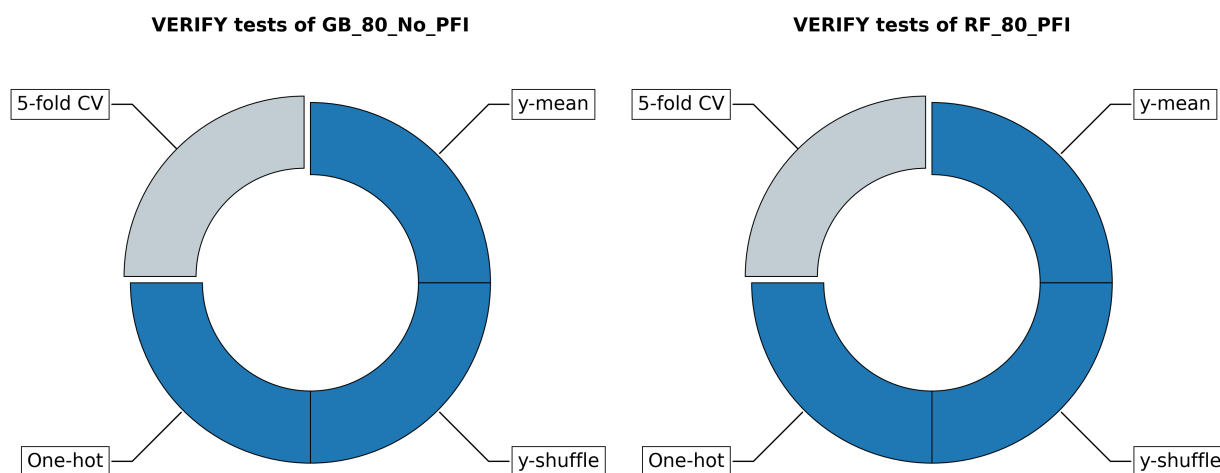 VERIFY tests of GB_80_No_PFI
5-fold CV
y-mean
One-hot
y-shuffle
VERIFY tests of RF_80_PFI
5-fold CV
y-mean
One-hot
y-shuffle